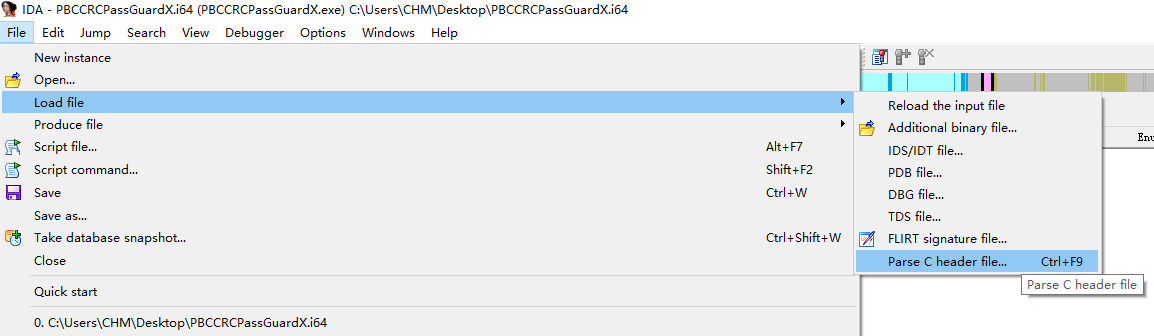 IDA - PBCCRCPassGuardX.i64 (PBCCRCPassGuardX.exe) C:\Users\CHM\Desktop\PBCCRCPassGuardX.i64
File Edit Jump Search View Debugger Options Windows Help
New instance
Open...
Load file
Produce file
Script file... Alt+F7
Script command... Shift+F2
Save Ctrl+W
Save as...
Take database snapshot... Ctrl+Shift+W
Close
Quick start
0. C:\Users\CHM\Desktop\PBCCRCPassGuardX.i64
Reload the input file
Additional binary file...
IDS/IDT file...
PDB file...
DBG file...
TDS file...
FLIRT signature file...
Parse C header file... Ctrl+F9
Parse C header file
Enu